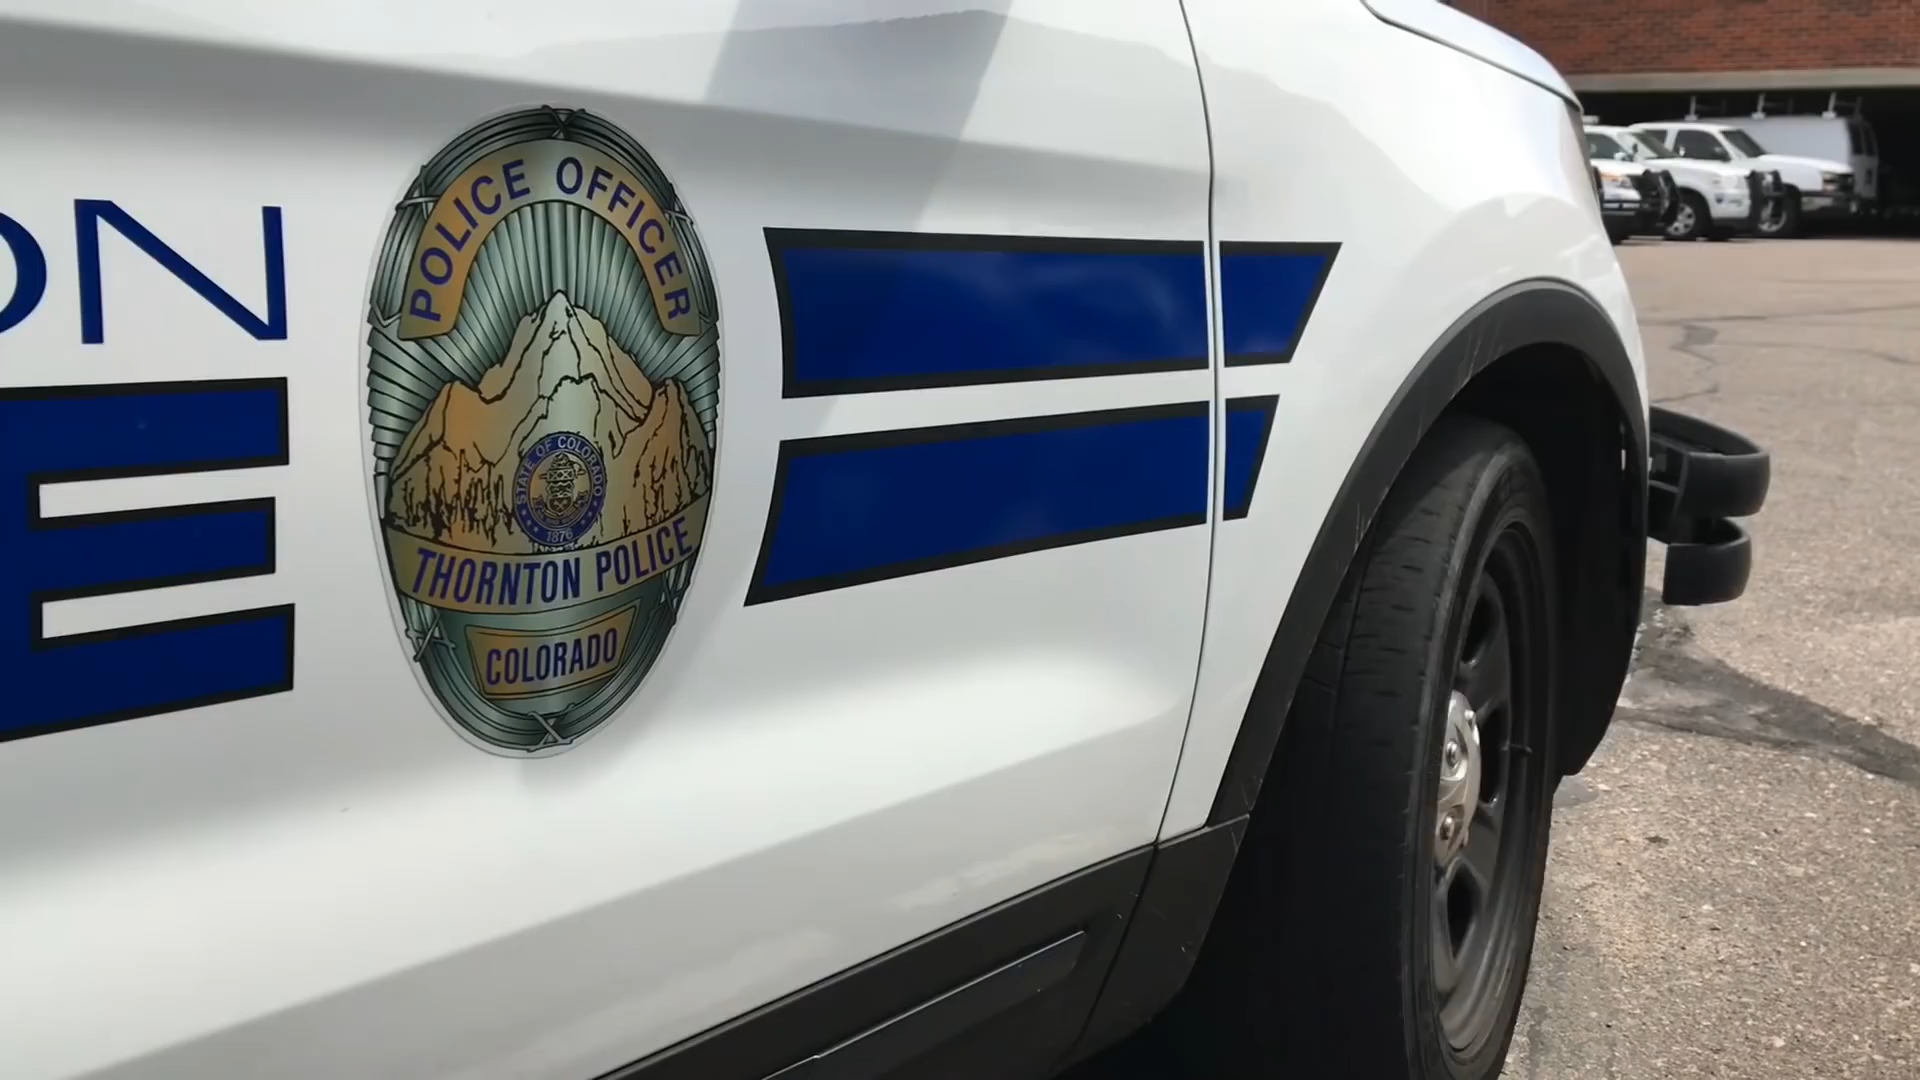 ON
E
POLICE OFFICER
STATE OF COLORADO
1876
THORNTON POLICE
COLORADO